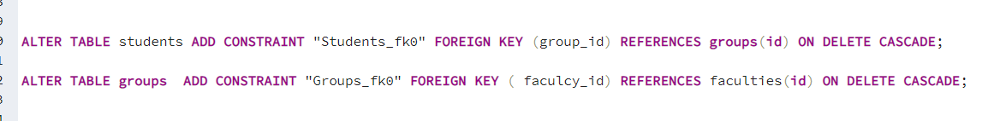 ALTER TABLE students ADD CONSTRAINT "Students_fk0" FOREIGN KEY (group_id) REFERENCES groups(id) ON DELETE CASCADE;
ALTER TABLE groups  ADD CONSTRAINT "Groups_fk0" FOREIGN KEY ( faculcy_id) REFERENCES faculties(id) ON DELETE CASCADE;